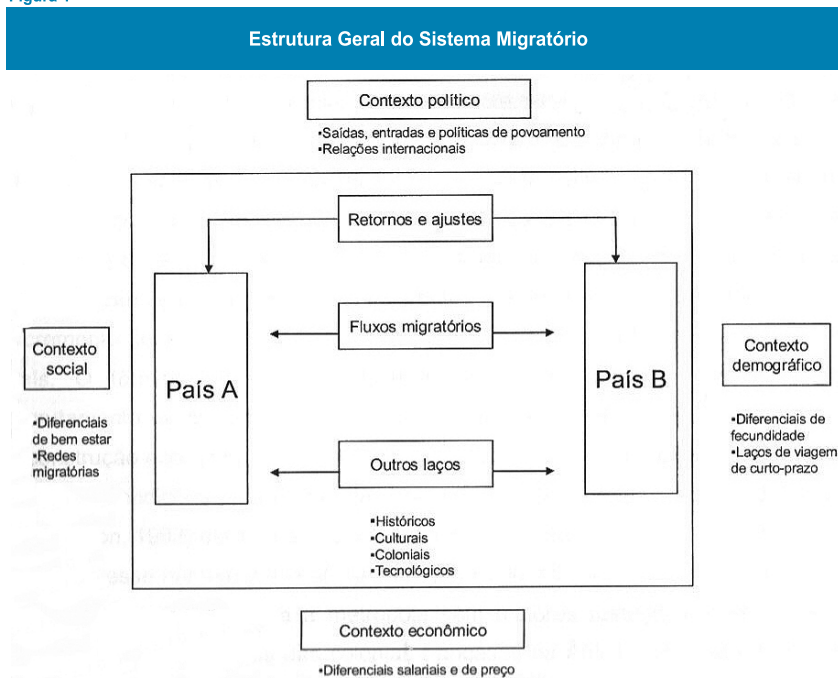 Estrutura Geral do Sistema Migratório
Contexto político
▪Saídas, entradas e políticas de povoamento
▪Relações internacionais
Retornos e ajustes
Fluxos migratórios
Contexto
social
País A
País B
Contexto
demográfico
▪Diferenciais
de bem estar
▪Redes
migratórias
▪Diferenciais de
fecundidade
▪Laços de viagem
de curto-prazo
Outros laços
▪Históricos
▪Culturais
▪Coloniais
▪Tecnológicos
Contexto econômico
▪Diferenciais salariais e de preço